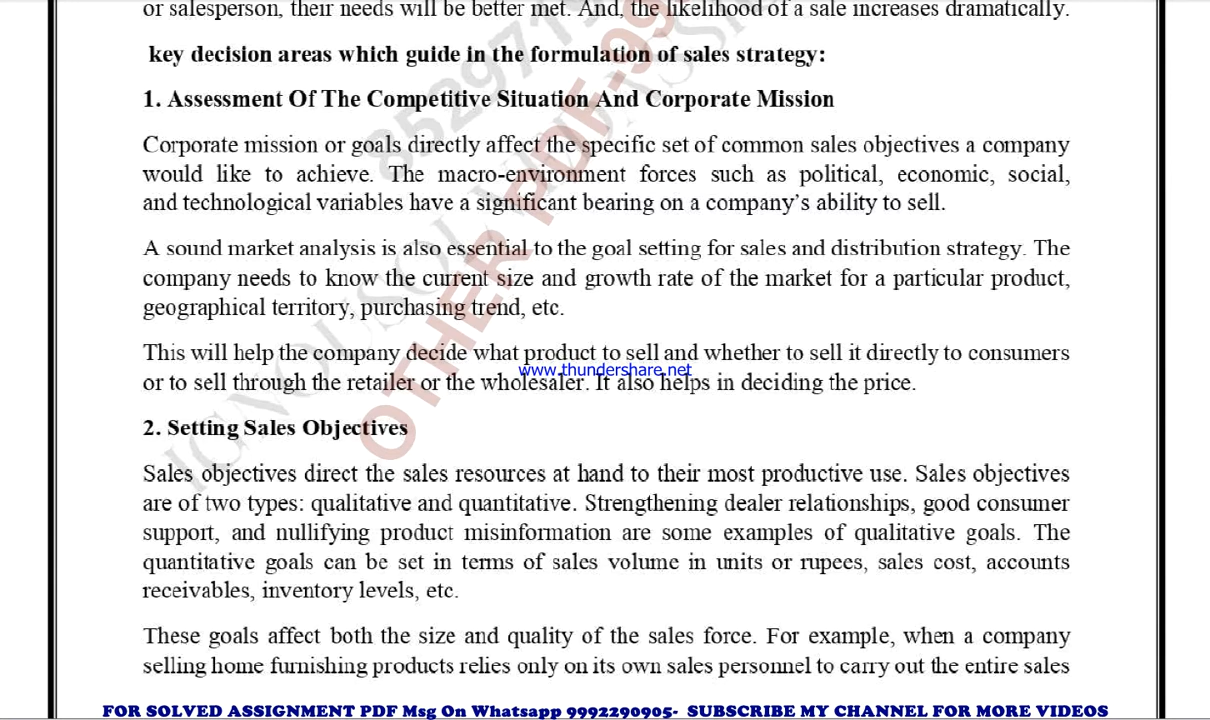 or salesperson, their needs will be better met. And, the likelihood of a sale increases dramatically.
key decision areas which guide in the formulation of sales strategy:
1. Assessment Of The Competitive Situation And Corporate Mission
Corporate mission or goals directly affect the specific set of common sales objectives a company
would like to achieve. The macro-environment forces such as political, economic, social,
and technological variables have a significant bearing on a company's ability to sell.
A sound market analysis is also essential to the goal setting for sales and distribution strategy. The
company needs to know the current size and growth rate of the market for a particular product,
geographical territory, purchasing trend, etc.
This will help the company decide what product to sell and whether to sell it directly to consumers
www.thundershare.net
or to sell through the retailer or the wholesaler. It also helps in deciding the price.
2. Setting Sales Objectives
Sales objectives direct the sales resources at hand to their most productive use. Sales objectives
are of two types: qualitative and quantitative. Strengthening dealer relationships, good consumer
support, and nullifying product misinformation are some examples of qualitative goals. The
quantitative goals can be set in terms of sales volume in units or rupees, sales cost, accounts
receivables, inventory levels, etc.
These goals affect both the size and quality of the sales force. For example, when a company
selling home furnishing products relies only on its own sales personnel to carry out the entire sales
OTHER PDF-99
FOR SOLVED ASSIGNMENT PDF Msg On Whatsapp 9992290905- SUBSCRIBE MY CHANNEL FOR MORE VIDEOS